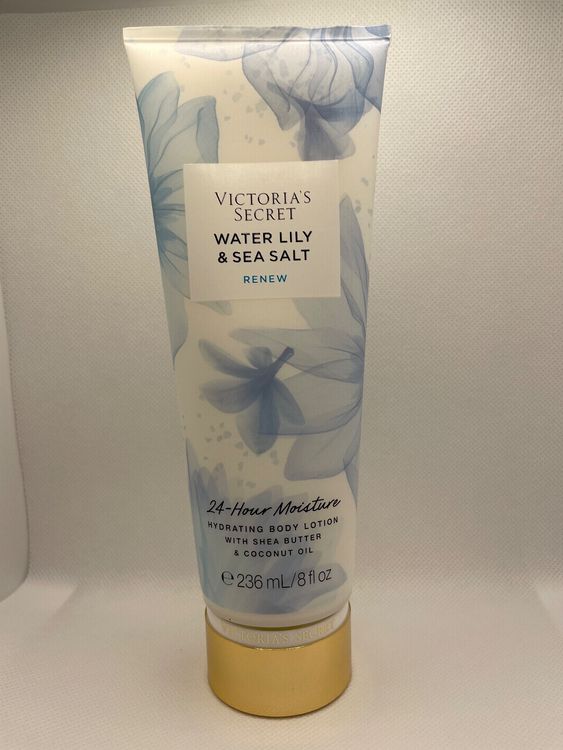 VICTORIA'S
SECRET
WATER LILY
& SEA SALT
RENEW
24-Hour Moisture
HYDRATING BODY LOTION
WITH SHEA BUTTER
& COCONUT OIL
℮ 236 mL/8 fl oz
VICTORIA'S SECRET